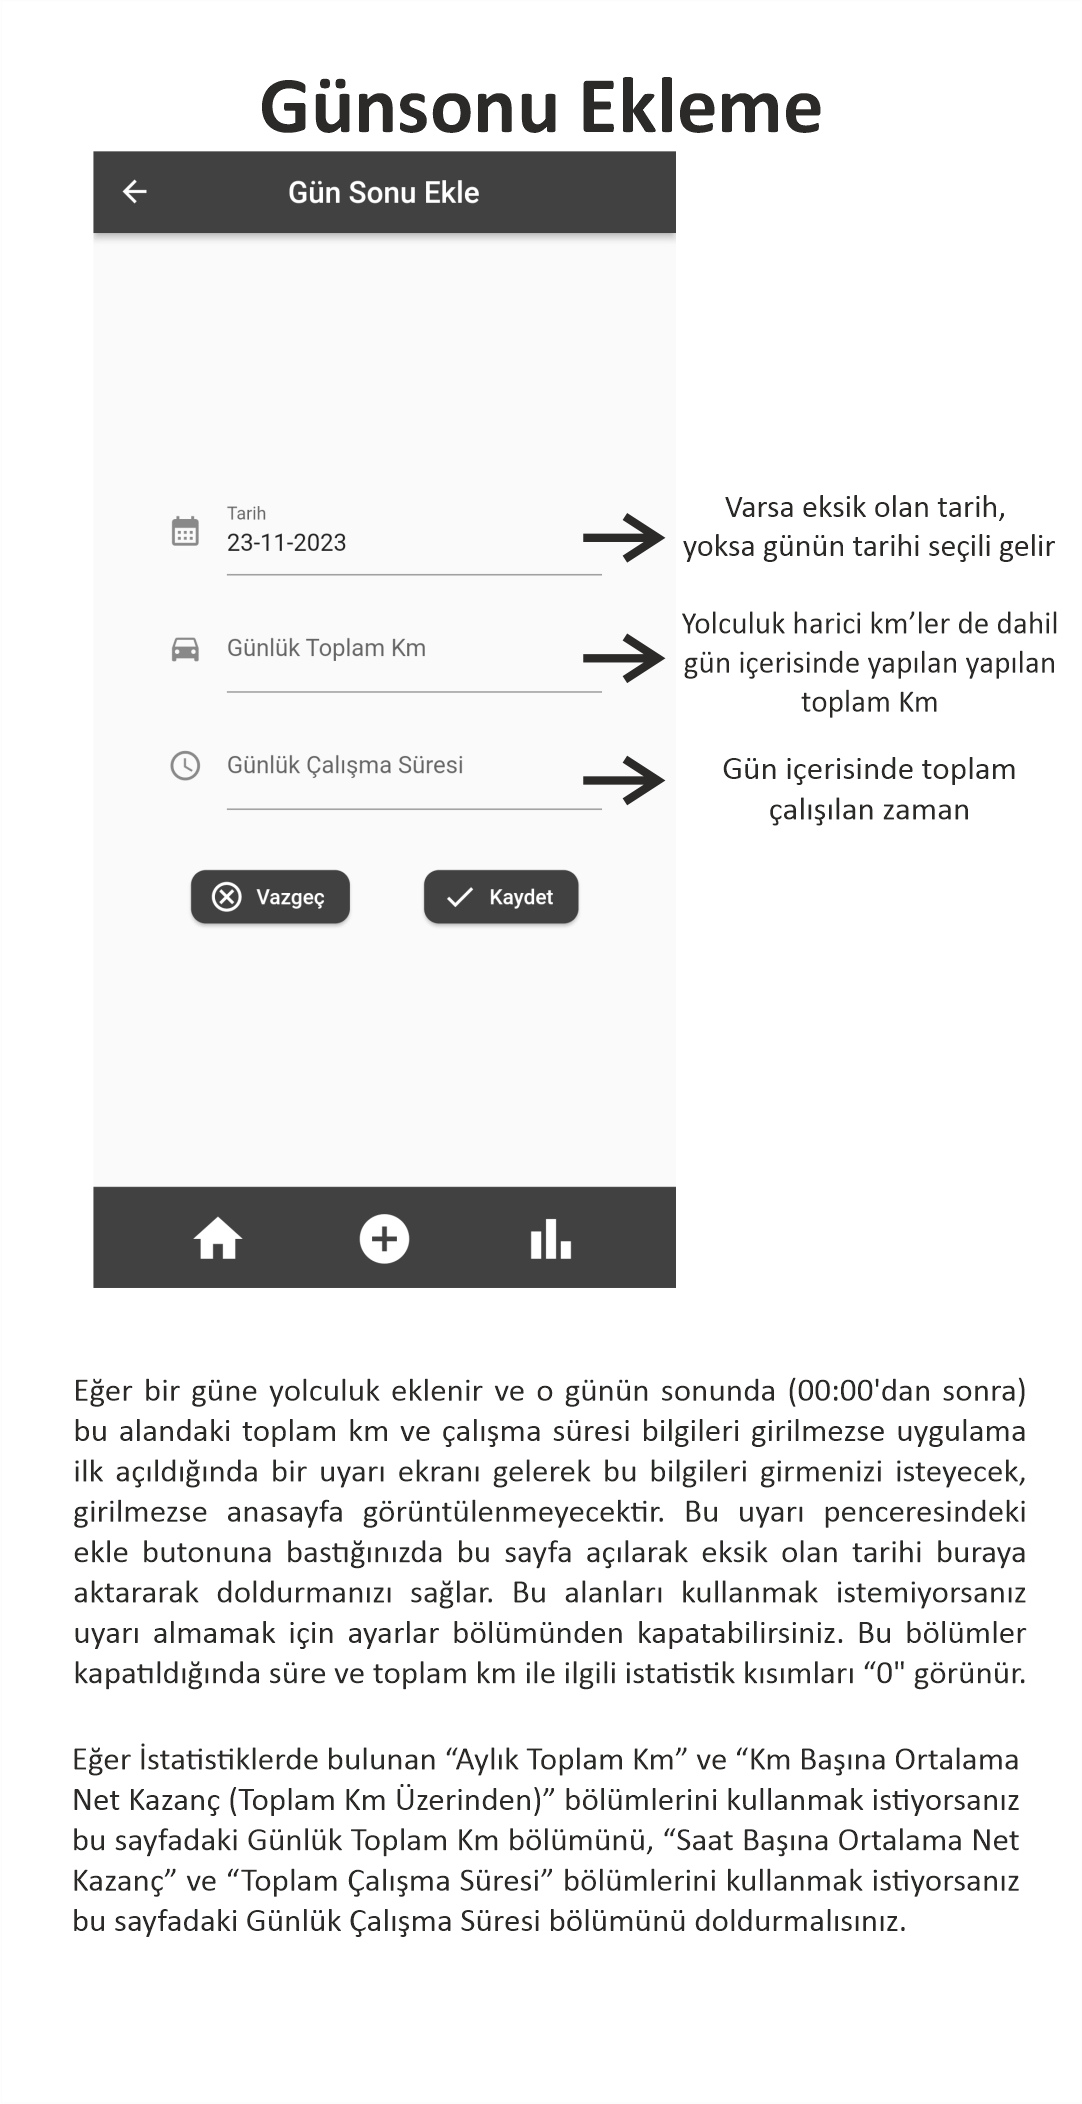 Günsonu Ekleme
Gün Sonu Ekle
Tarih
23-11-2023
Varsa eksik olan tarih,
yoksa günün tarihi seçili gelir
Günlük Toplam Km
Yolculuk harici km’ler de dahil
gün içerisinde yapılan yapılan
toplam Km
Günlük Çalışma Süresi
Gün içerisinde toplam
çalışılan zaman
Vazgeç
Kaydet
Eğer bir güne yolculuk eklenir ve o günün sonunda (00:00'dan sonra)
bu alandaki toplam km ve çalışma süresi bilgileri girilmezse uygulama
ilk açıldığında bir uyarı ekranı gelerek bu bilgileri girmenizi isteyecek,
girilmezse anasayfa görüntülenmeyecektir. Bu uyarı penceresindeki
ekle butonuna bastığınızda bu sayfa açılarak eksik olan tarihi buraya
aktararak doldurmanızı sağlar. Bu alanları kullanmak istemiyorsanız
uyarı almamak için ayarlar bölümünden kapatabilirsiniz. Bu bölümler
kapatıldığında süre ve toplam km ile ilgili istatistik kısımları “0" görünür.
Eğer İstatistiklerde bulunan “Aylık Toplam Km” ve “Km Başına Ortalama
Net Kazanç (Toplam Km Üzerinden)” bölümlerini kullanmak istiyorsanız
bu sayfadaki Günlük Toplam Km bölümünü, “Saat Başına Ortalama Net
Kazanç” ve “Toplam Çalışma Süresi” bölümlerini kullanmak istiyorsanız
bu sayfadaki Günlük Çalışma Süresi bölümünü doldurmalısınız.